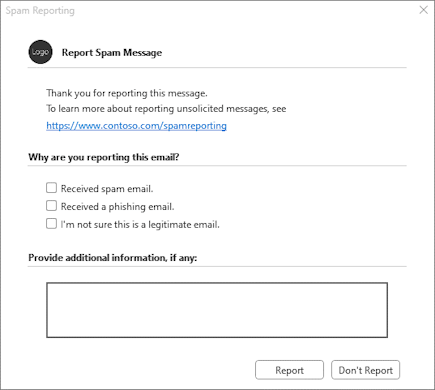 Spam Reporting
Logo
Report Spam Message
Thank you for reporting this message.
To learn more about reporting unsolicited messages, see
https://www.contoso.com/spamreporting
Why are you reporting this email?
Received spam email.
Received a phishing email.
I'm not sure this is a legitimate email.
Provide additional information, if any:
Report
Don't Report